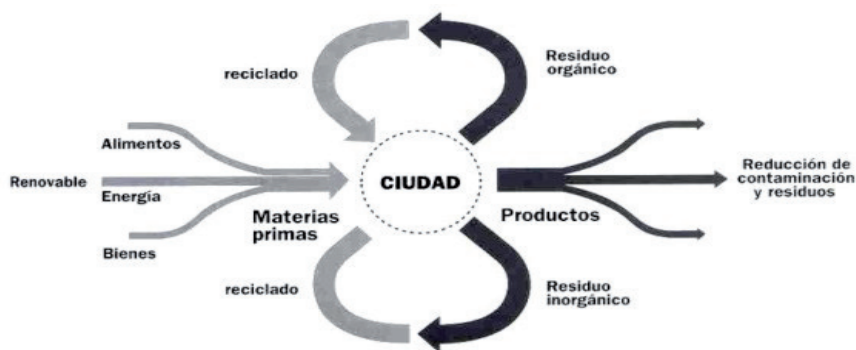 reciclado
Residuo
orgánico
Alimentos
Renovable
Energía
Bienes
Materias
primas
CIUDAD
Productos
Reducción de
contaminación
y residuos
reciclado
Residuo
inorgánico